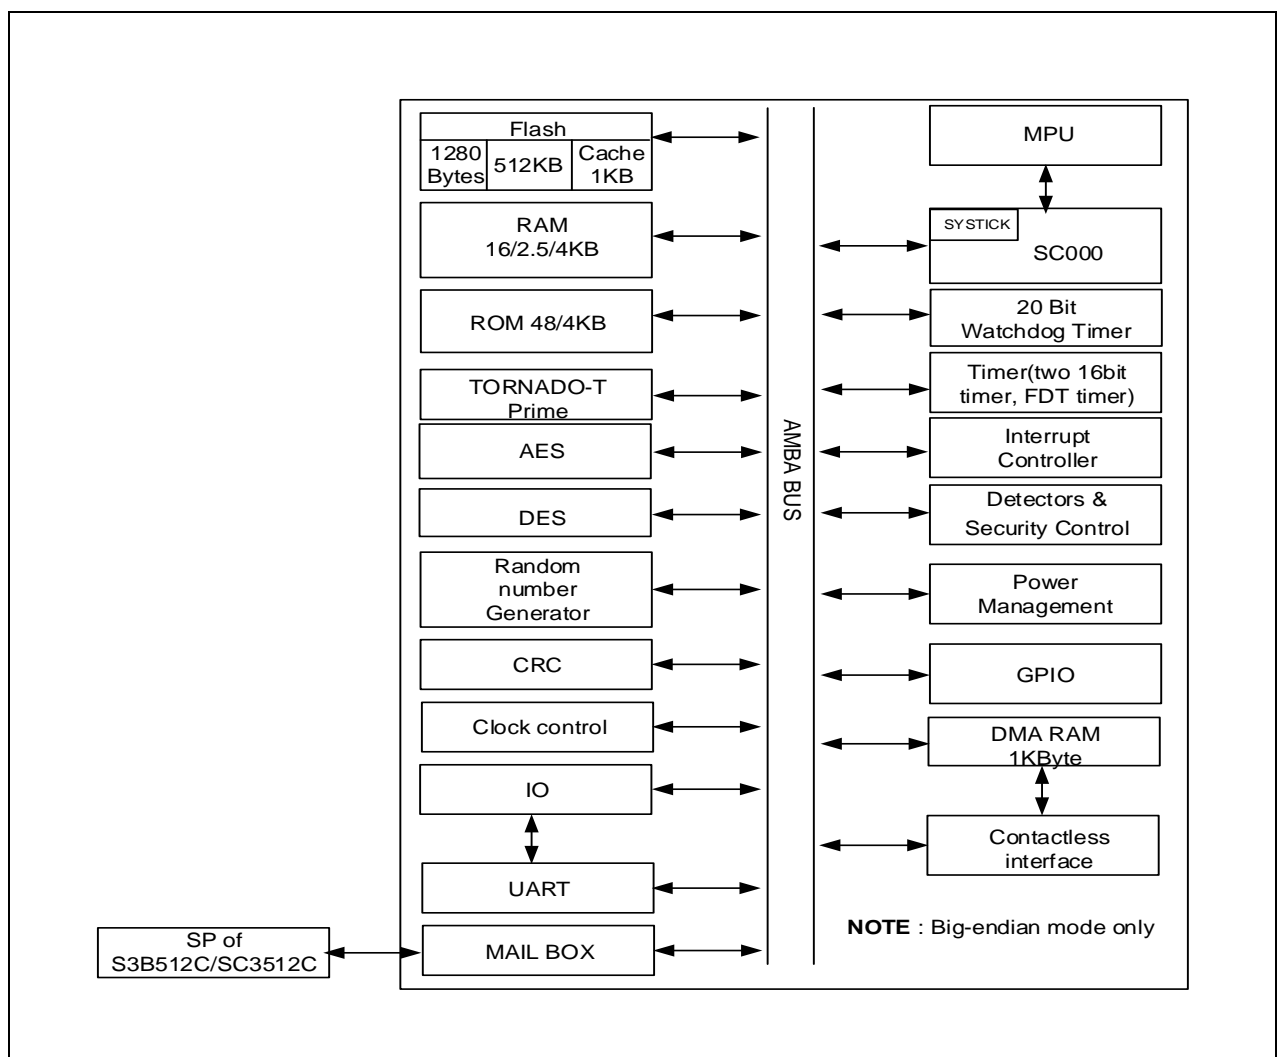 Flash
1280
Bytes
512KB
Cache
1KB
RAM
16/2.5/4KB
ROM 48/4KB
TORNADO-T
Prime
AES
DES
Random
number
Generator
CRC
Clock control
IO
UART
MAIL BOX
SP of
S3B512C/SC3512C
AMBA BUS
MPU
SYSTICK
SC000
20 Bit
Watchdog Timer
Timer(two 16bit
timer, FDT timer)
Interrupt
Controller
Detectors &
Security Control
Power
Management
GPIO
DMA RAM
1KByte
Contactless
interface
NOTE : Big-endian mode only